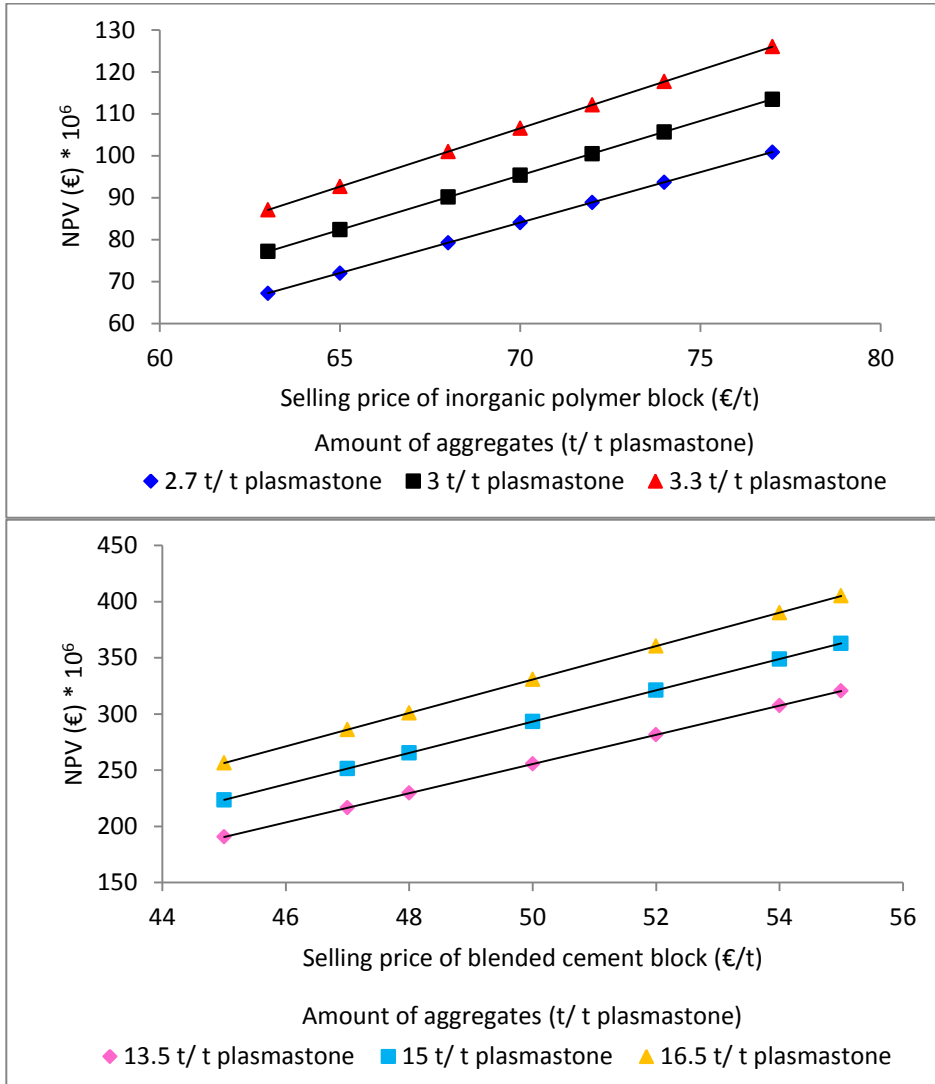 130
120
110
100
90
80
70
60
NPV (€) * 10⁶
60 65 70 75 80
Selling price of inorganic polymer block (€/t)
Amount of aggregates (t/ t plasmastone)
2.7 t/ t plasmastone 3 t/ t plasmastone 3.3 t/ t plasmastone
450
400
350
300
250
200
150
NPV (€) * 10⁶
44 46 48 50 52 54 56
Selling price of blended cement block (€/t)
Amount of aggregates (t/ t plasmastone)
13.5 t/ t plasmastone 15 t/ t plasmastone 16.5 t/ t plasmastone